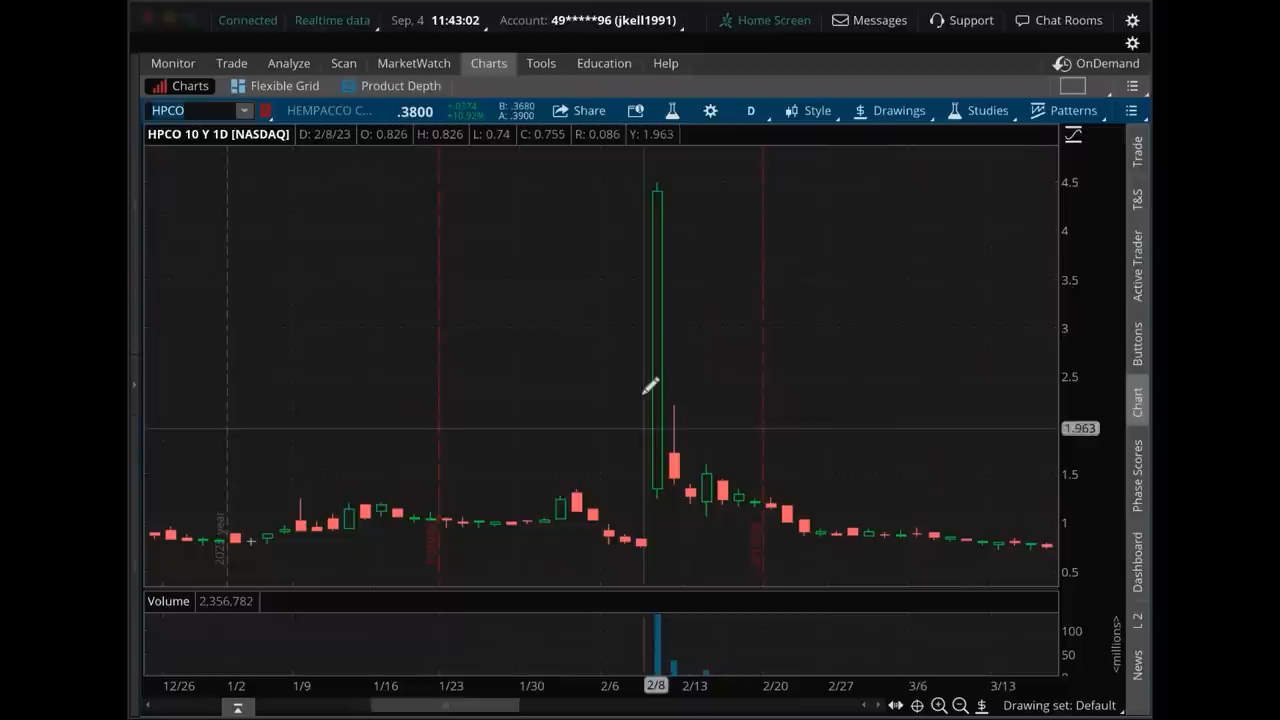 Connected Realtime data Sep, 4 11:43:02 Account: 49*****96 (jkell1991) Home Screen Messages Support Chat Rooms
Monitor Trade Analyze Scan MarketWatch Charts Tools Education Help OnDemand
Charts Flexible Grid Product Depth
HPCO HEMPACCO C... .3800 B: .3680 A: .3900 Share D Style Drawings Studies Patterns
HPCO 10 Y 1D [NASDAQ] D: 2/8/23 O: 0.826 H: 0.826 L: 0.74 C: 0.755 R: 0.086 Y: 1.963
4.5
4
3.5
3
2.5
1.963
1.5
1
0.5
Trade
T&S
Active Trader
Buttons
Chart
Phase Scores
Dashboard
L 2
News
Volume 2,356,782
100
50
<millions>
12/26 1/2 1/9 1/16 1/23 1/30 2/6 2/8 2/13 2/20 2/27 3/6 3/13
Drawing set: Default